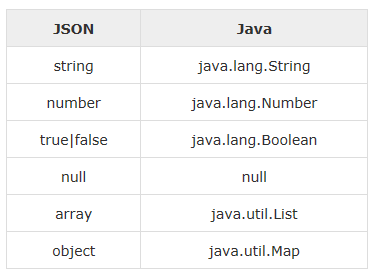 JSON Java
string java.lang.String
number java.lang.Number
true|false java.lang.Boolean
null null
array java.util.List
object java.util.Map